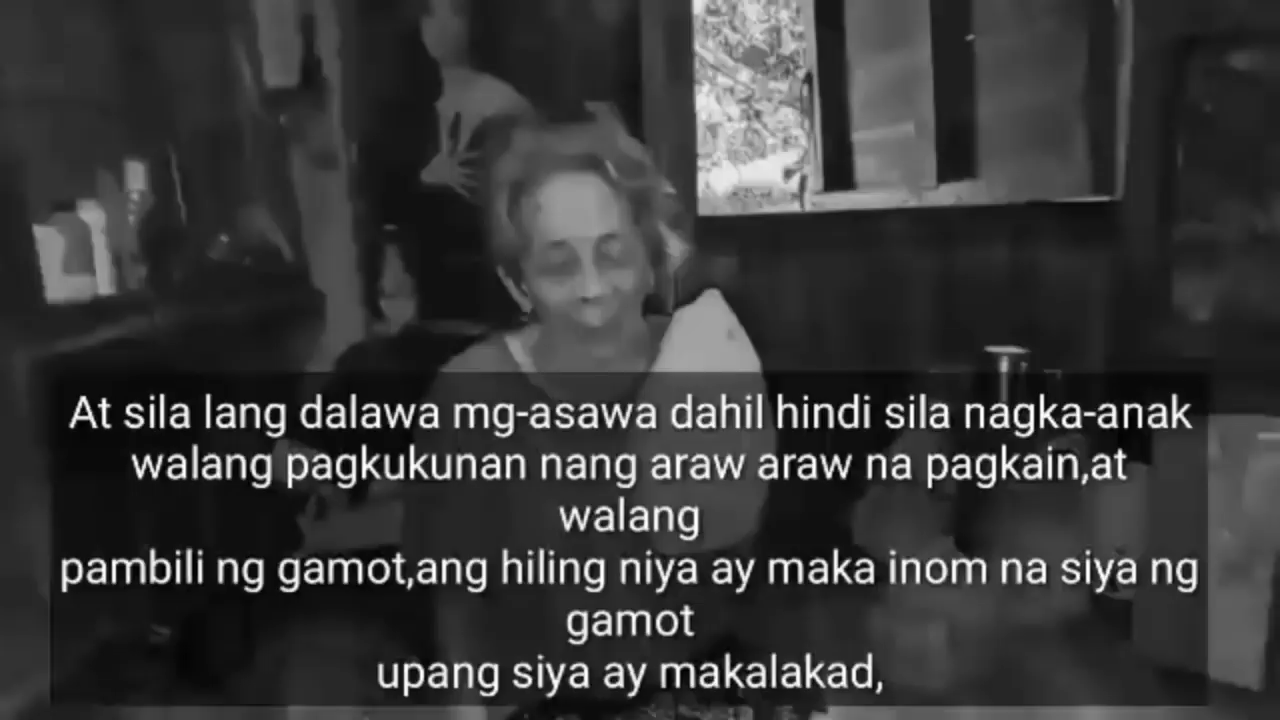 At sila lang dalawa mg-asawa dahil hindi sila nagka-anak
walang pagkukunan nang araw araw na pagkain,at
walang
pambili ng gamot,ang hiling niya ay maka inom na siya ng
gamot
upang siya ay makalakad,